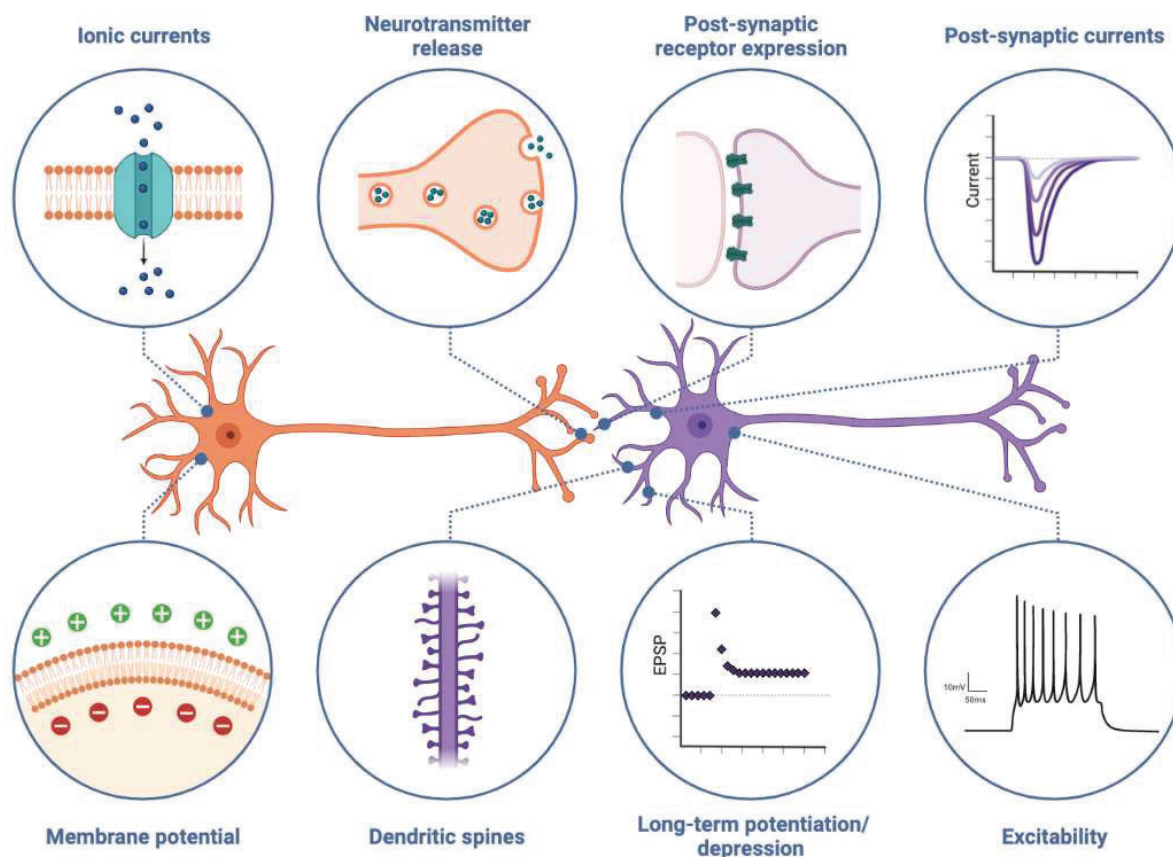 Ionic currents
Neurotransmitter
release
Post-synaptic
receptor expression
Post-synaptic currents
Current
EPSP
10mV
50ms
Membrane potential
Dendritic spines
Long-term potentiation/
depression
Excitability